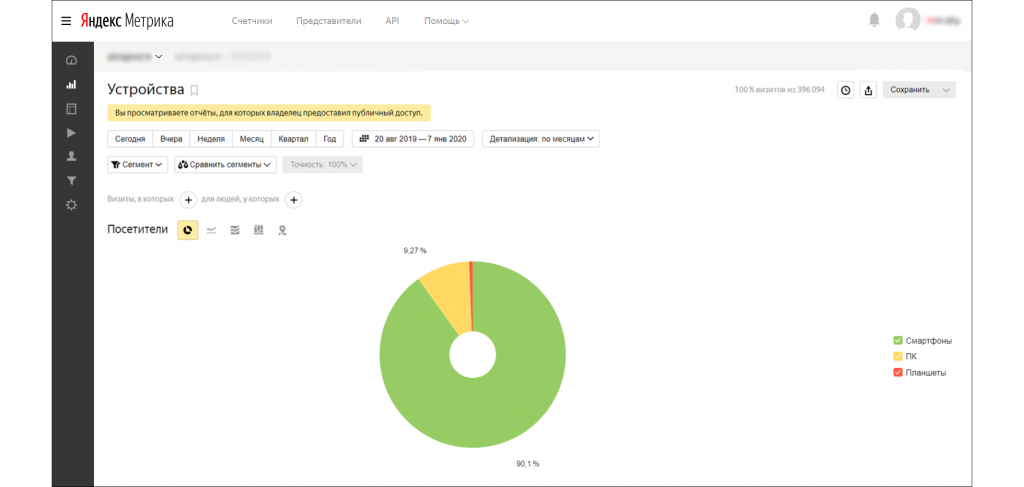 Яндекс Метрика Счетчики Представители API Помощь
Устройства 100 % визитов из 396 094 Сохранить
Вы просматриваете отчёты, для которых владелец предоставил публичный доступ.
Сегодня Вчера Неделя Месяц Квартал Год 20 авг 2019 — 7 янв 2020 Детализация: по месяцам
Сегмент Сравнить сегменты Точность: 100%
Визиты, в которых + для людей, у которых +
Посетители
9,27 %
Смартфоны
ПК
Планшеты
90,1 %